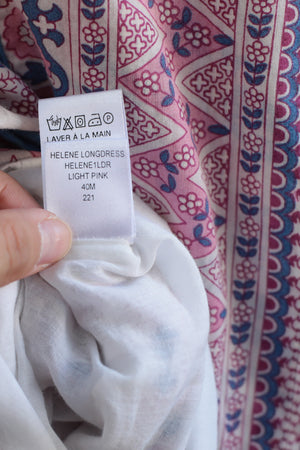 LAVER À LA MAIN
HELENE LONGDRESS
HELENE1LDR
LIGHT PINK
40M
221